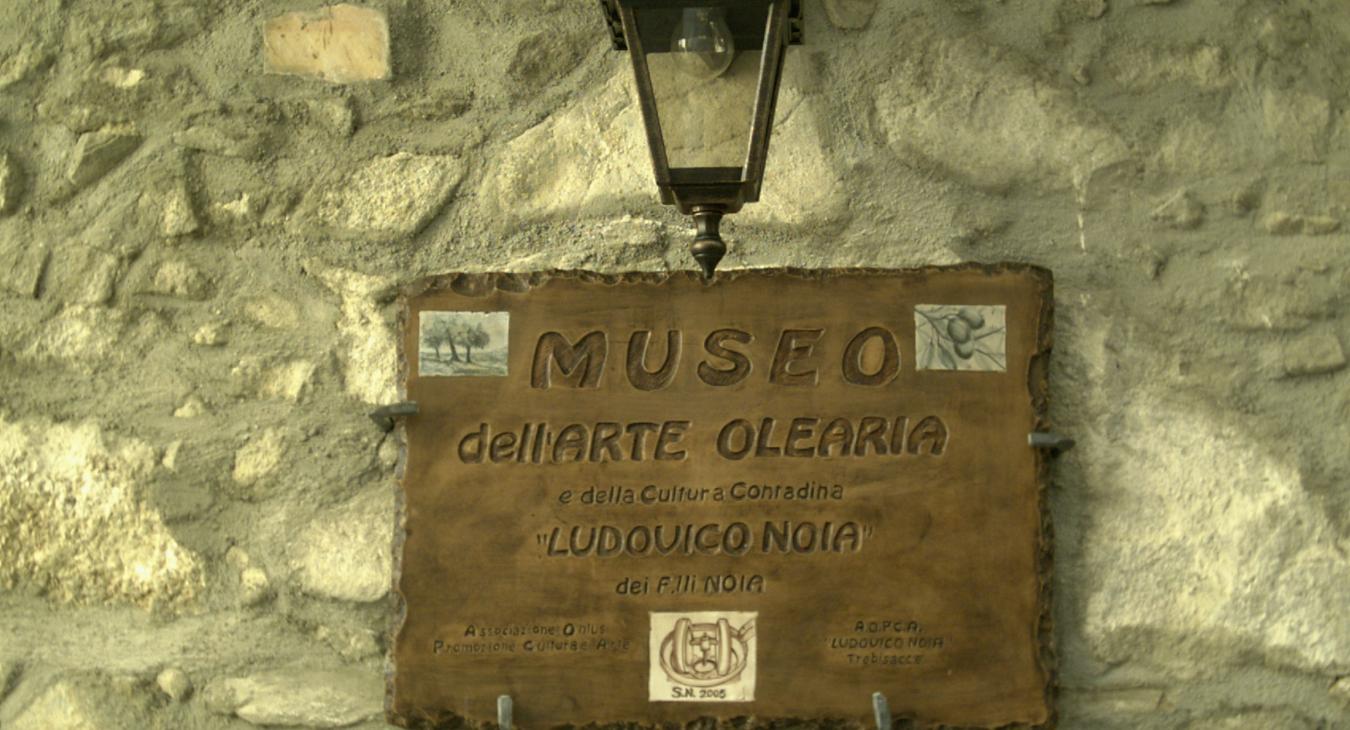 MUSEO
dell'ARTE OLEARIA
e della Cultura Contadina
"LUDOVICO NOIA"
dei F.lli NOIA
Associazione Onlus
Promozione Cultura e Arte
A.O.P.C.A.
"LUDOVICO NOIA"
Trebisacce
S.N. 2005